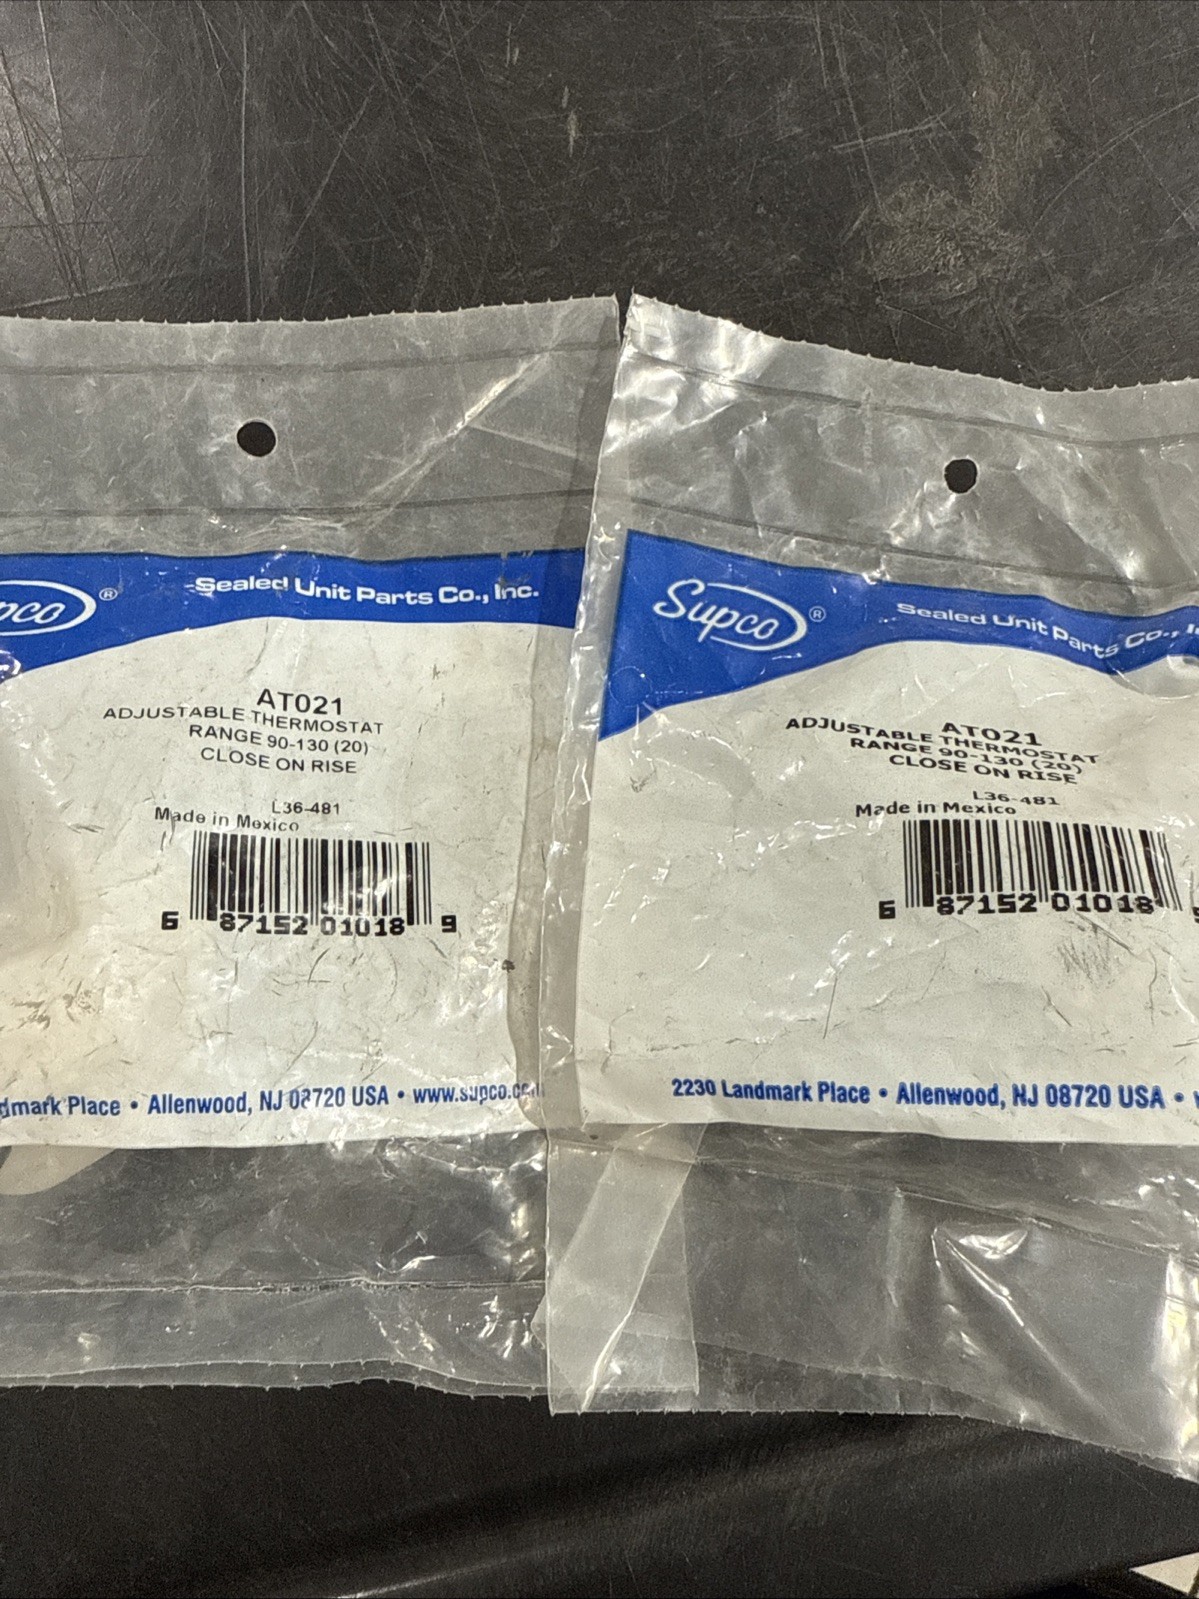 Sealed Unit Parts Co., Inc.
AT021
ADJUSTABLE THERMOSTAT
RANGE 90-130 (20)
CLOSE ON RISE
L36-481
Made in Mexico
6 87152 01018 9
Place • Allenwood, NJ 08720 USA • www.supco.com
Supco® Sealed Unit Parts Co.,
AT021
ADJUSTABLE THERMOSTAT
RANGE 90-130 (20)
CLOSE ON RISE
L36-481
Made in Mexico
6 87152 01018
2230 Landmark Place • Allenwood, NJ 08720 USA •